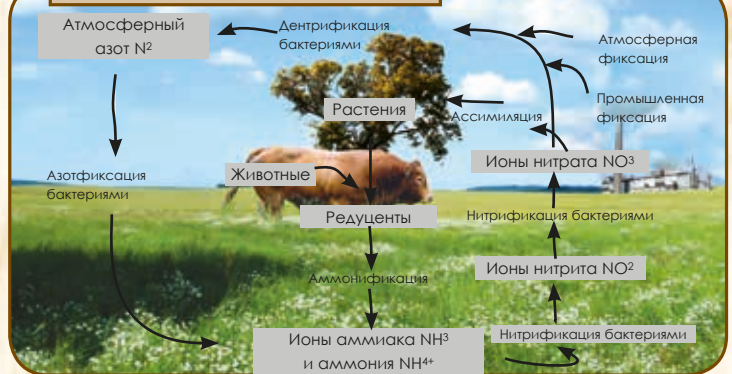 Атмосферный
азот N²
Дентрификация
бактериями
Атмосферная
фиксация
Растения
Ассимиляция
Промышленная
фиксация
Азотфиксация
бактериями
Животные
Ионы нитрата NO³
Редуценты
Нитрификация бактериями
Аммонификация
Ионы нитрита NO²
Ионы аммиака NH³
и аммония NH⁴⁺
Нитрификация бактериями